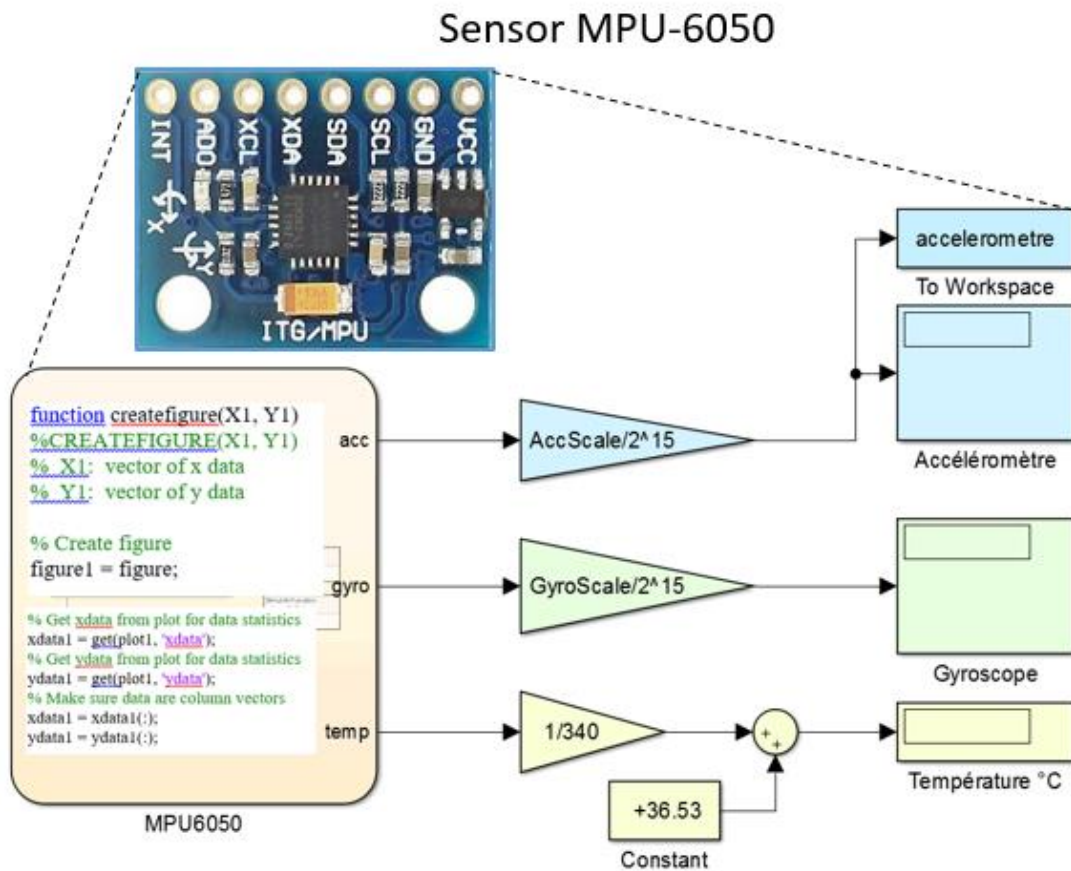 Sensor MPU-6050
INT
AD0
XCL
XDA
SDA
SCL
GND
VCC
X
Y
ITG/MPU
accelerometre
To Workspace
function createfigure(X1, Y1)
%CREATEFIGURE(X1, Y1)
% X1: vector of x data
% Y1: vector of y data
% Create figure
figure1 = figure;
% Get xdata from plot for data statistics
xdata1 = get(plot1, 'xdata');
% Get ydata from plot for data statistics
ydata1 = get(plot1, 'ydata');
% Make sure data are column vectors
xdata1 = xdata1(:);
ydata1 = ydata1(:);
acc
gyro
temp
MPU6050
AccScale/2^15
Accéléromètre
GyroScale/2^15
Gyroscope
1/340
+
+
Température °C
+36.53
Constant